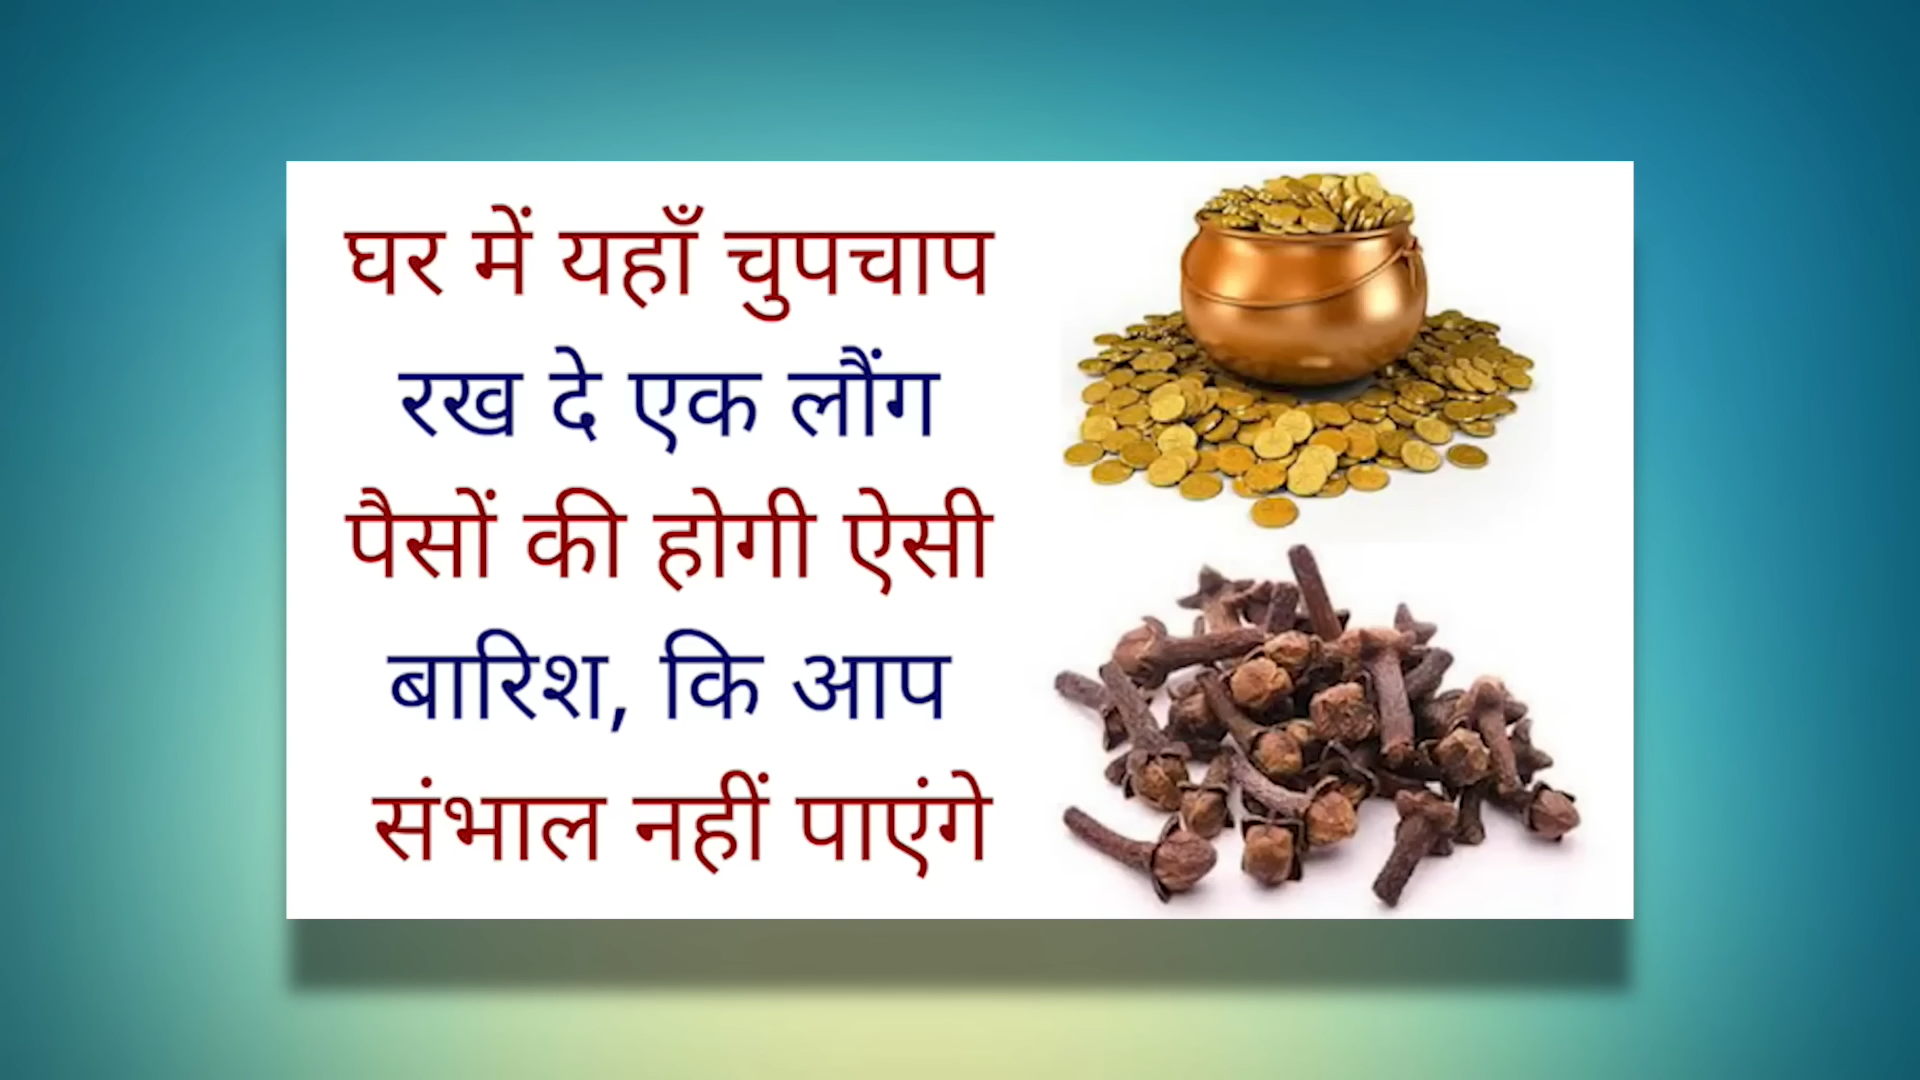 घर में यहाँ चुपचाप
रख दे एक लौंग
पैसों की होगी ऐसी
बारिश, कि आप
संभाल नहीं पाएंगे